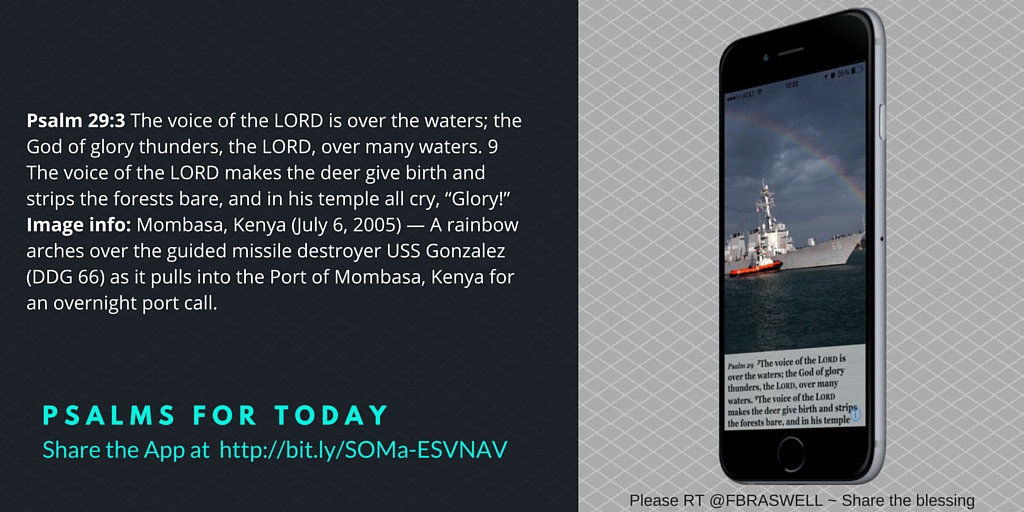 Psalm 29:3 The voice of the LORD is over the waters; the
God of glory thunders, the LORD, over many waters. 9
The voice of the LORD makes the deer give birth and
strips the forests bare, and in his temple all cry, “Glory!”
Image info: Mombasa, Kenya (July 6, 2005) — A rainbow
arches over the guided missile destroyer USS Gonzalez
(DDG 66) as it pulls into the Port of Mombasa, Kenya for
an overnight port call.
PSALMS FOR TODAY
Share the App at http://bit.ly/SOMa-ESVNAV
AT&T 13:22 35%
66
Psalm 29 ³The voice of the LORD is
over the waters; the God of glory
thunders, the LORD, over many
waters. ⁹The voice of the LORD
makes the deer give birth and strips
the forests bare, and in his temple
Please RT @FBRASWELL ~ Share the blessing